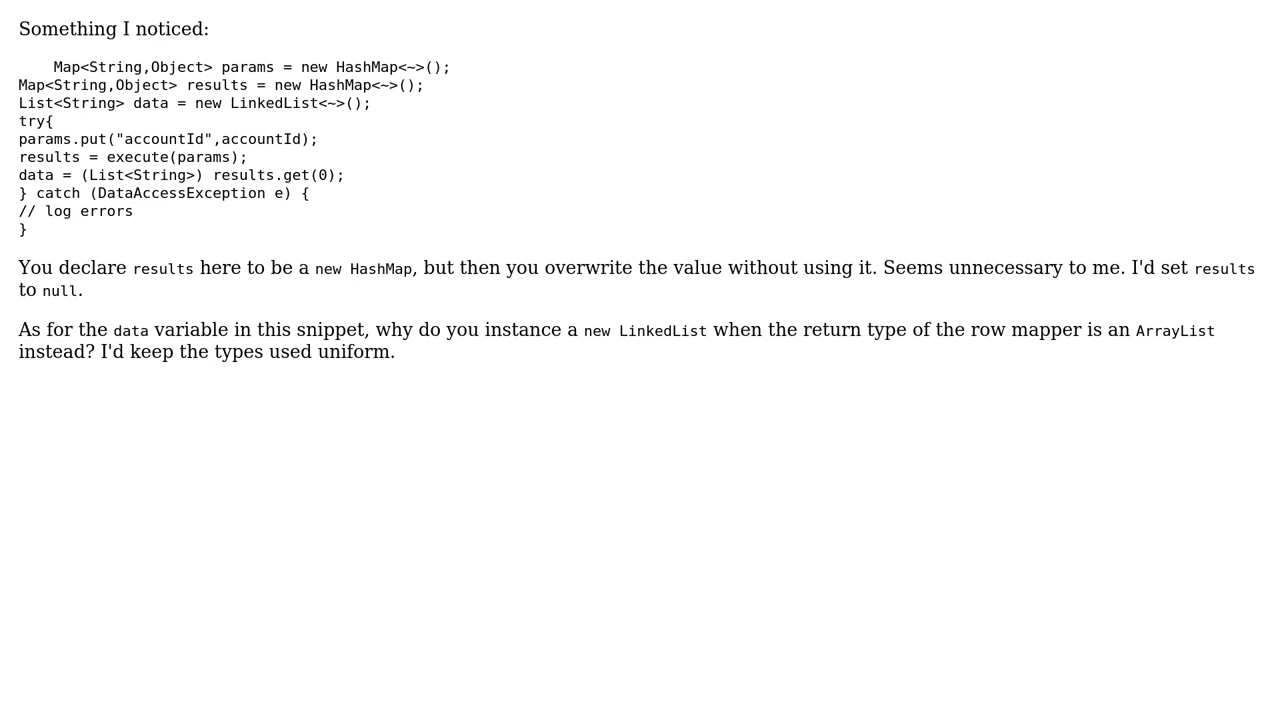 Something I noticed:
    Map<String,Object> params = new HashMap<~>();
Map<String,Object> results = new HashMap<~>();
List<String> data = new LinkedList<~>();
try{
params.put("accountId",accountId);
results = execute(params);
data = (List<String>) results.get(0);
} catch (DataAccessException e) {
// log errors
}
You declare results here to be a new HashMap, but then you overwrite the value without using it. Seems unnecessary to me. I'd set results
to null.
As for the data variable in this snippet, why do you instance a new LinkedList when the return type of the row mapper is an ArrayList
instead? I'd keep the types used uniform.